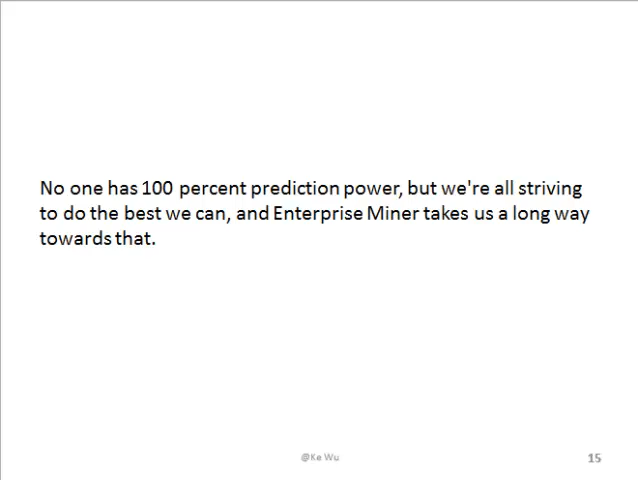 No one has 100 percent prediction power, but we're all striving
to do the best we can, and Enterprise Miner takes us a long way
towards that.
@Ke Wu
15